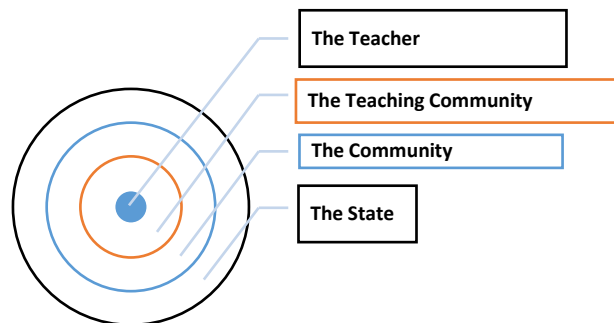 The Teacher
The Teaching Community
The Community
The State